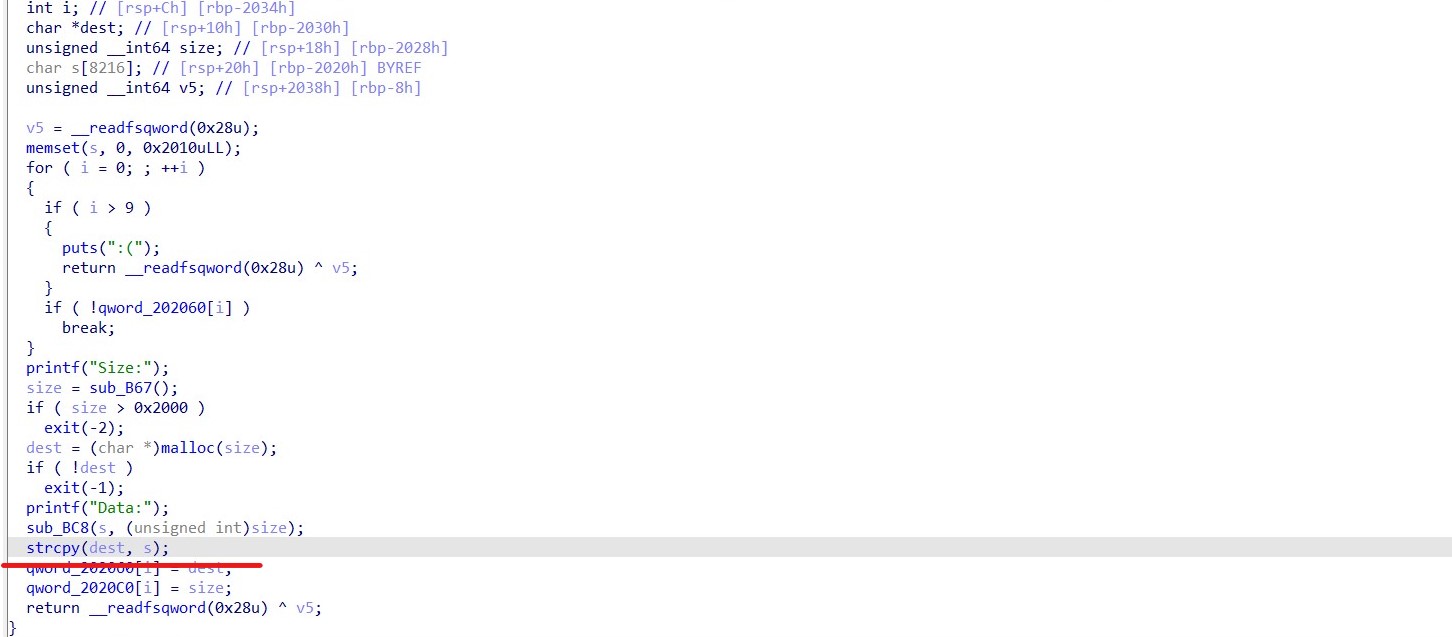 int i; // [rsp+Ch] [rbp-2034h]
char *dest; // [rsp+10h] [rbp-2030h]
unsigned __int64 size; // [rsp+18h] [rbp-2028h]
char s[8216]; // [rsp+20h] [rbp-2020h] BYREF
unsigned __int64 v5; // [rsp+2038h] [rbp-8h]
v5 = __readfsqword(0x28u);
memset(s, 0, 0x2010uLL);
for ( i = 0; ; ++i )
{
if ( i > 9 )
{
puts(":(");
return __readfsqword(0x28u) ^ v5;
}
if ( !qword_202060[i] )
break;
}
printf("Size:");
size = sub_B67();
if ( size > 0x2000 )
exit(-2);
dest = (char *)malloc(size);
if ( !dest )
exit(-1);
printf("Data:");
sub_BC8(s, (unsigned int)size);
strcpy(dest, s);
qword_202060[i] = dest;
qword_2020C0[i] = size;
return __readfsqword(0x28u) ^ v5;
}